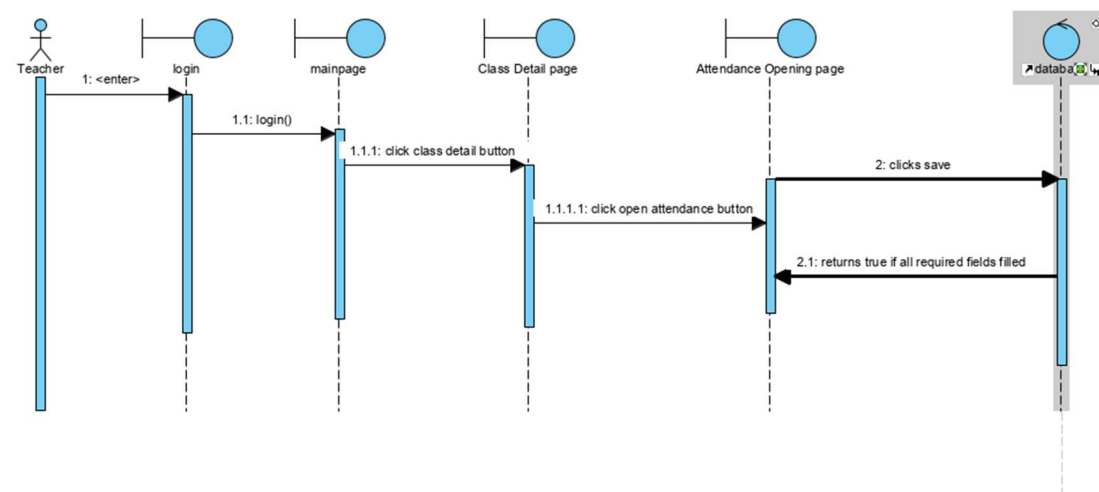 Teacher
login
mainpage
Class Detail page
Attendance Opening page
databa
1: <enter>
1.1: login()
1.1.1: click class detail button
2: clicks save
1.1.1.1: click open attendance button
2.1: returns true if all required fields filled